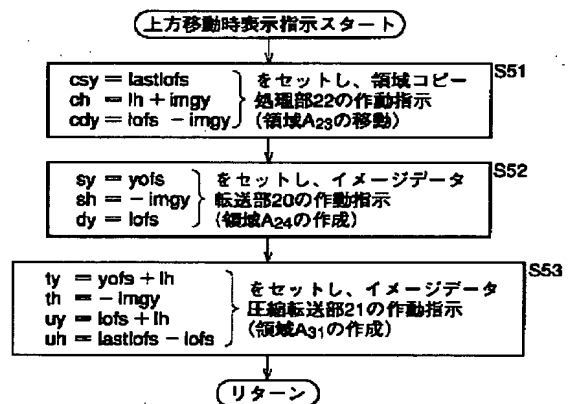 上方移動時表示指示スタート
S51
csy = lastlofs
ch = lh + imgy
cdy = lofs − imgy
をセットし、領域コピー
処理部22の作動指示
(領域A23の移動)
S52
sy = yofs
sh = − imgy
dy = lofs
をセットし、イメージデータ
転送部20の作動指示
(領域A24の作成)
S53
ty = yofs + lh
th = − imgy
uy = lofs + lh
uh = lastlofs − lofs
をセットし、イメージデータ
圧縮転送部21の作動指示
(領域A31の作成)
リターン